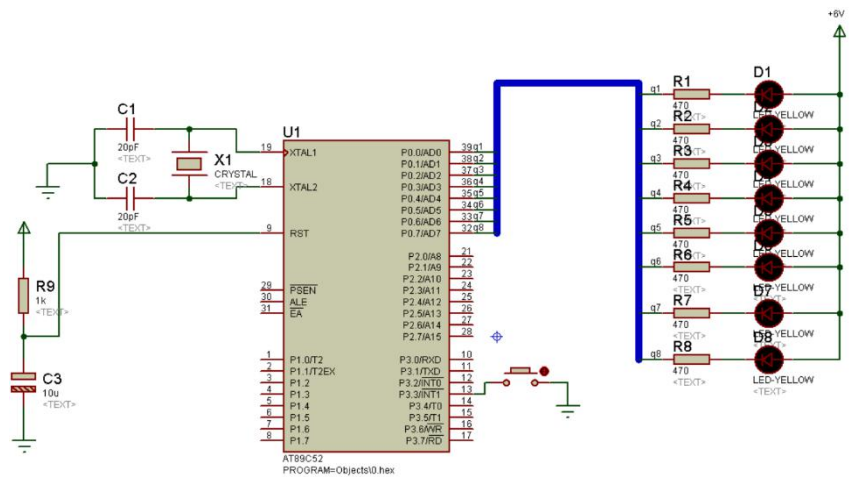 +6V
C1
20pF
<TEXT>
C2
20pF
<TEXT>
X1
CRYSTAL
<TEXT>
R9
1k
<TEXT>
C3
10u
<TEXT>
U1
19 XTAL1
18 XTAL2
9 RST
29 PSEN
30 ALE
31 EA
1 P1.0/T2
2 P1.1/T2EX
3 P1.2
4 P1.3
5 P1.4
6 P1.5
7 P1.6
8 P1.7
P0.0/AD0 39 q1
P0.1/AD1 38 q2
P0.2/AD2 37 q3
P0.3/AD3 36 q4
P0.4/AD4 35 q5
P0.5/AD5 34 q6
P0.6/AD6 33 q7
P0.7/AD7 32 q8
P2.0/A8 21
P2.1/A9 22
P2.2/A10 23
P2.3/A11 24
P2.4/A12 25
P2.5/A13 26
P2.6/A14 27
P2.7/A15 28
P3.0/RXD 10
P3.1/TXD 11
P3.2/INT0 12
P3.3/INT1 13
P3.4/T0 14
P3.5/T1 15
P3.6/WR 16
P3.7/RD 17
AT89C52
PROGRAM=Objects\0.hex
q1 R1 D1
470 LED-YELLOW
q2 R2
470 LED-YELLOW
q3 R3
470
q4 R4
470
q5 R5
470
q6 R6
470 LED-YELLOW
<TEXT>
q7 R7 D7
470 LED-YELLOW
q8 R8 D8
470 LED-YELLOW
<TEXT> <TEXT>